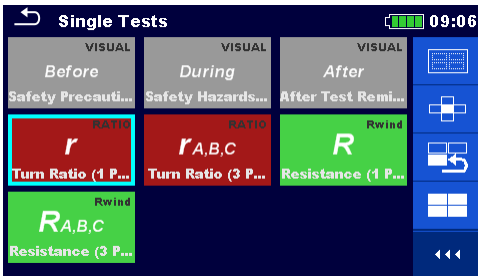 Single Tests
09:06
VISUAL
Before
Safety Precauti...
VISUAL
During
Safety Hazards...
VISUAL
After
After Test Remi...
RATIO
r
Turn Ratio (1 P...
RATIO
rA,B,C
Turn Ratio (3 P...
Rwind
R
Resistance (1 P...
Rwind
RA,B,C
Resistance (3 P...